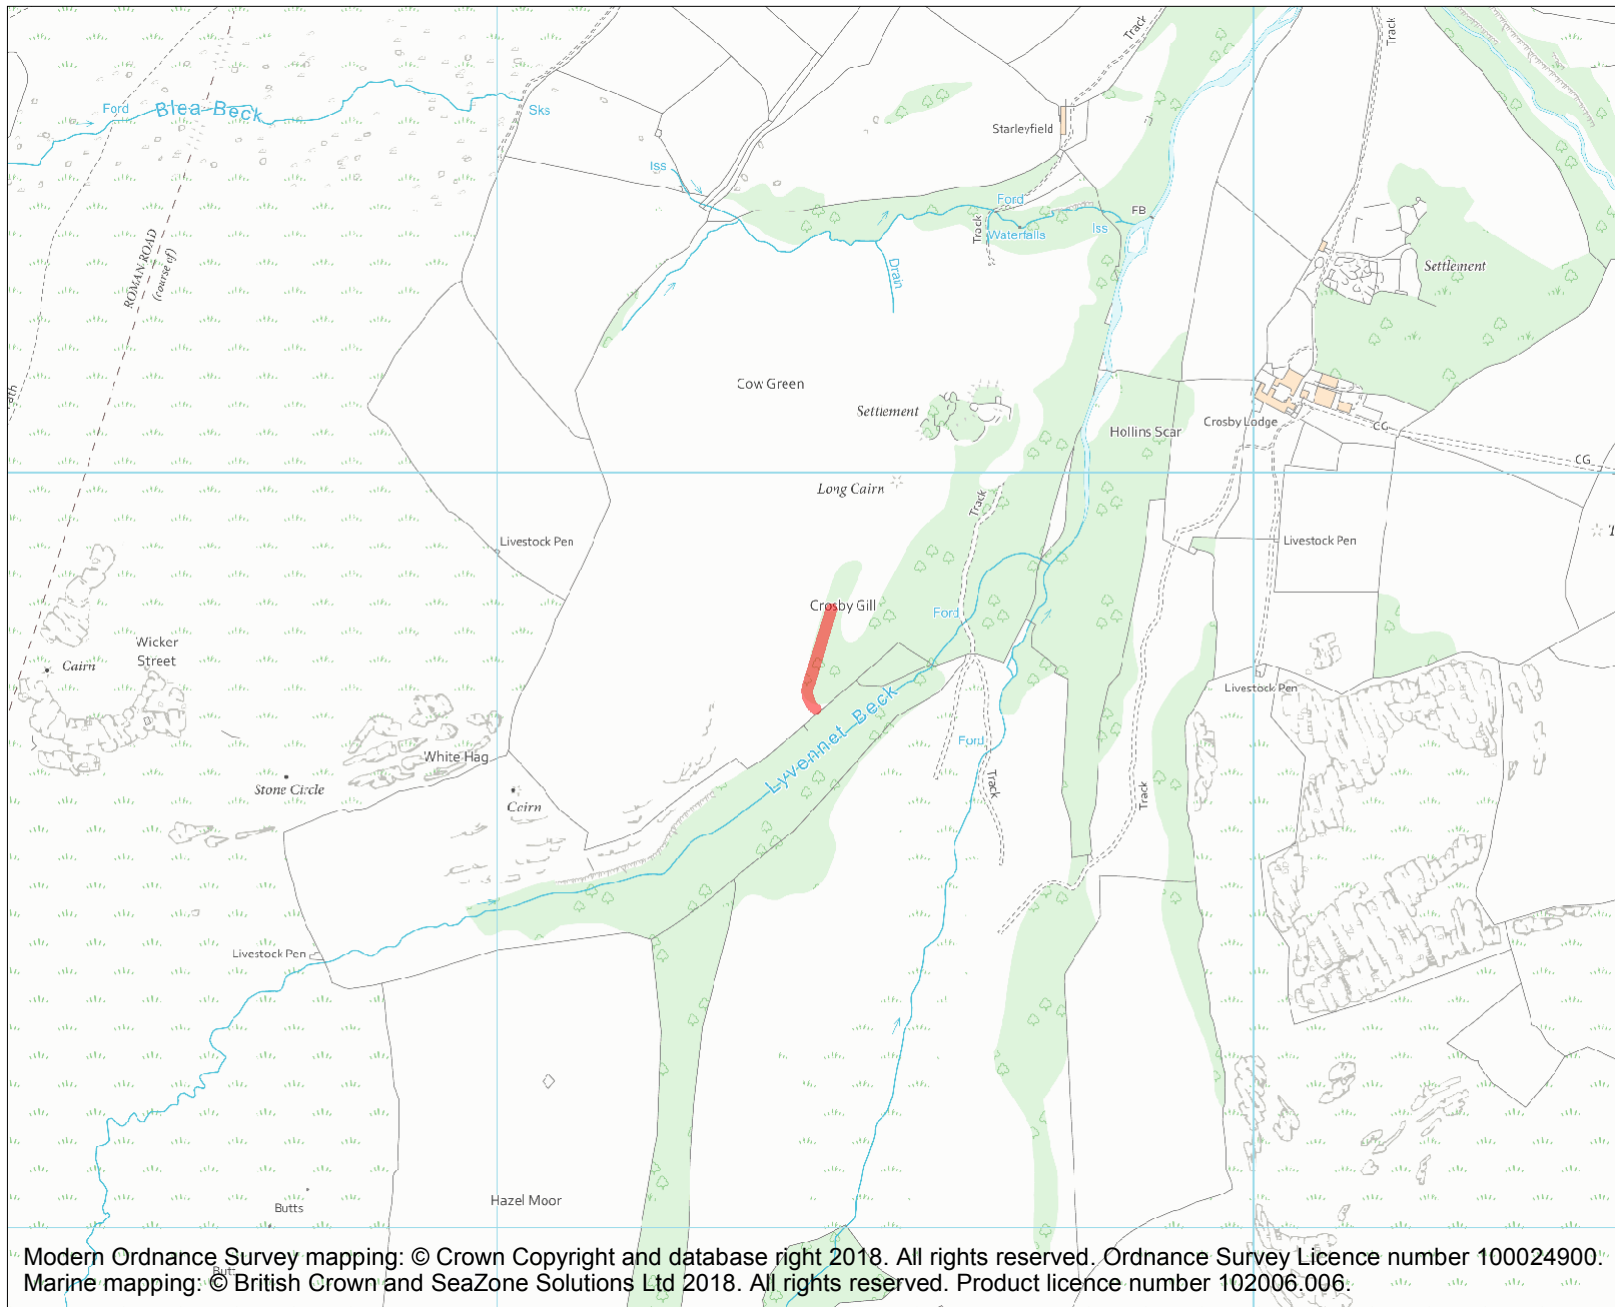 Track
Track
Ford
Blea Beck
Sks
Starleyfield
Iss
Ford
FB
Track
Waterfalls
Iss
ROMAN ROAD
(course of)
Drain
Settlement
Cow Green
Settlement
Hollins Scar
Crosby Lodge
CG
CG
Long Cairn
Track
Livestock Pen
Livestock Pen
Crosby Gill
Ford
Wicker
Street
Cairn
Livestock Pen
Lyvennet Beck
Ford
White Hag
Track
Stone Circle
Cairn
Track
Livestock Pen
Hazel Moor
Butts
Modern Ordnance Survey mapping: © Crown Copyright and database right 2018. All rights reserved. Ordnance Survey Licence number 100024900.
Marine mapping: © British Crown and SeaZone Solutions Ltd 2018. All rights reserved. Product licence number 102006.006.